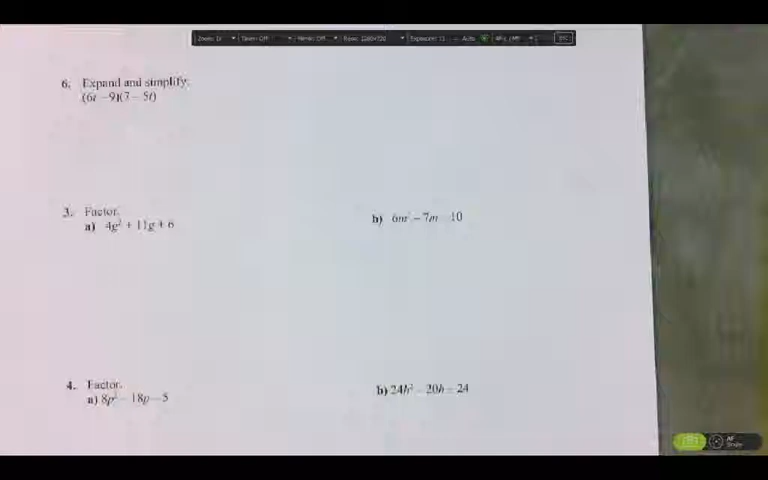 6. Expand and simplify.
(6t – 9)(7 – 5t)
3. Factor.
a) 4g² + 11g + 6
b) 6m² – 7m – 10
4. Factor.
a) 8p² – 18p – 5
b) 24h² – 20h – 24